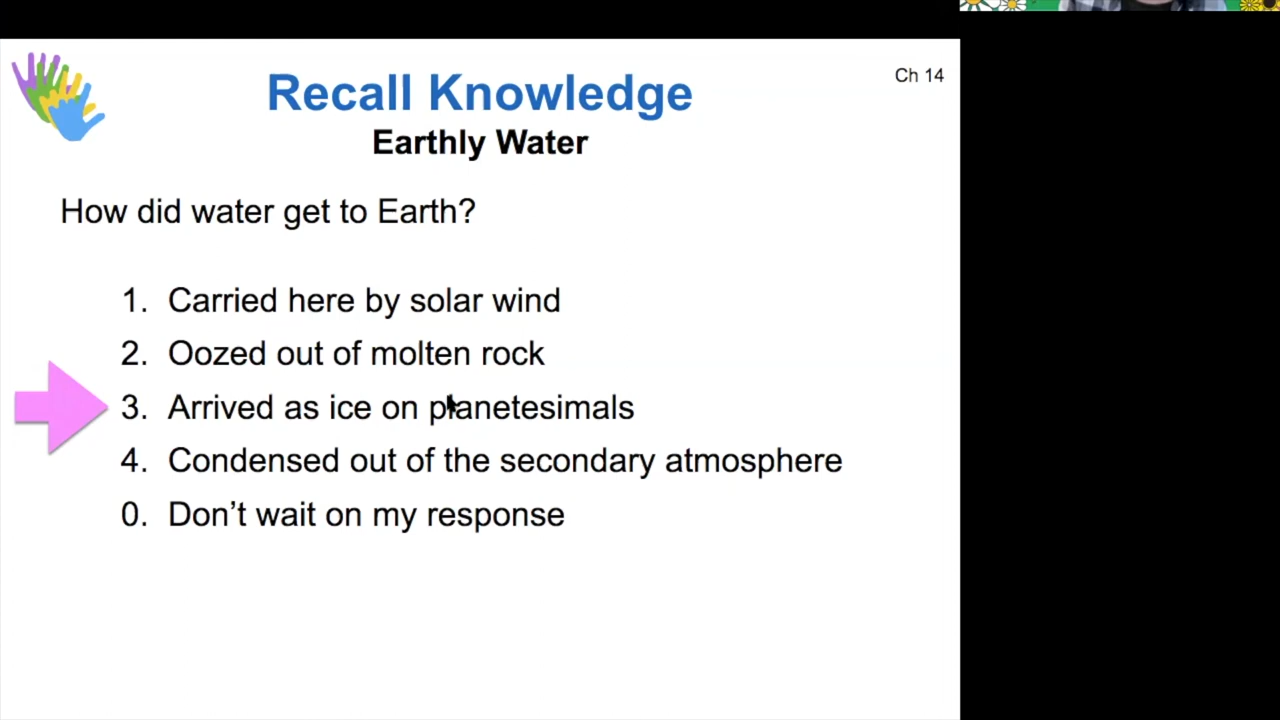 Ch 14
Recall Knowledge
Earthly Water
How did water get to Earth?
1. Carried here by solar wind
2. Oozed out of molten rock
3. Arrived as ice on planetesimals
4. Condensed out of the secondary atmosphere
0. Don’t wait on my response